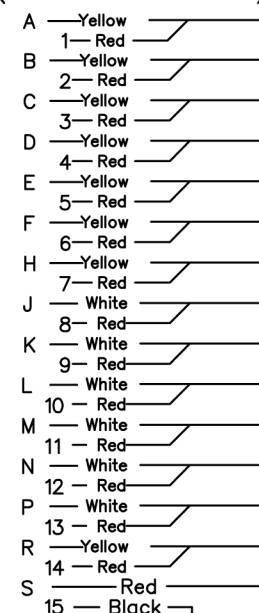 A Yellow
1 Red
B Yellow
2 Red
C Yellow
3 Red
D Yellow
4 Red
E Yellow
5 Red
F Yellow
6 Red
H Yellow
7 Red
J White
8 Red
K White
9 Red
L White
10 Red
M White
11 Red
N White
12 Red
P White
13 Red
R Yellow
14 Red
S Red
15 Black